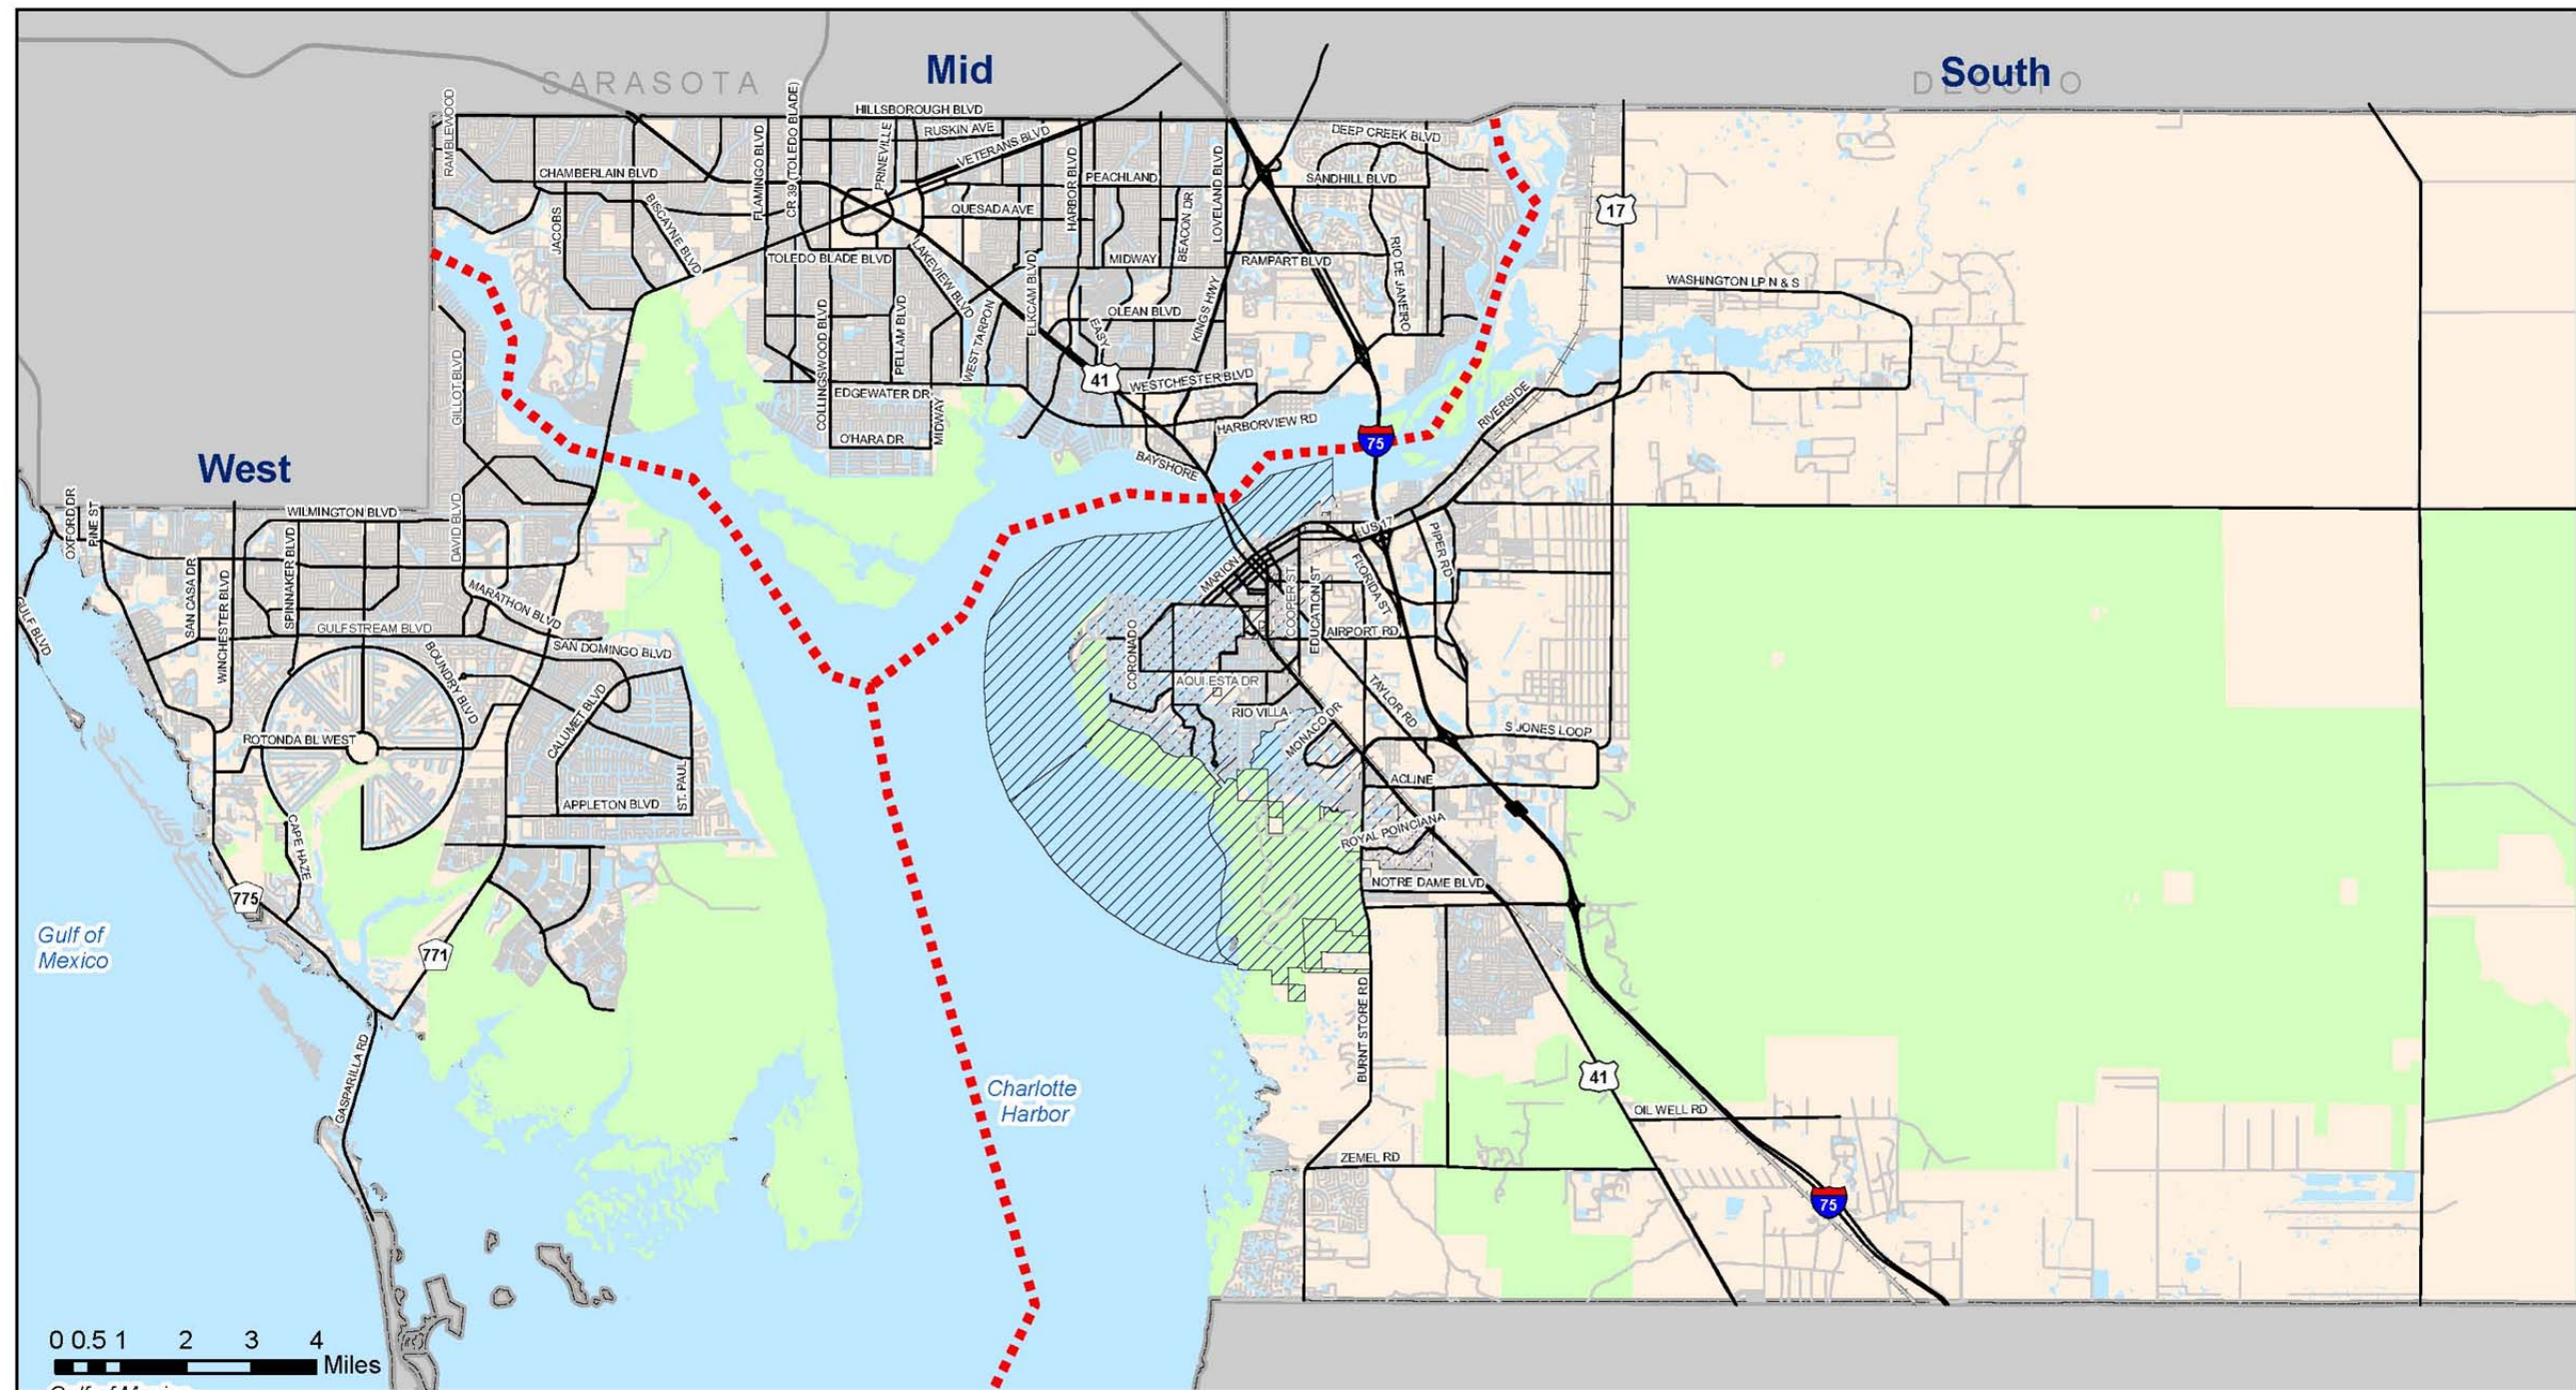 Mid
South
SARASOTA
DESOTO
HILLSBOROUGH BLVD
RAMBLEWOOD
RUSKIN AVE
VETERANS BLVD
DEEP CREEK BLVD
FLAMINGO BLVD
CR 39 (TOLEDO BLADE)
PRINEVILLE
HARBOR BLVD
LOVELAND BLVD
CHAMBERLAIN BLVD
PEACHLAND
SANDHILL BLVD
JACOBS
BISCAYNE BLVD
QUESADA AVE
BEACON DR
17
TOLEDO BLADE BLVD
LAKEVIEW BLVD
MIDWAY
RAMPART BLVD
RIO DE JANEIRO
ELKCAM BLVD)
KINGS HWY
WASHINGTON LP N & S
COLLINGSWOOD BLVD
PELLAM BLVD
WEST TARPON
EASY
OLEAN BLVD
GILLOT BLVD
41
WESTCHESTER BLVD
EDGEWATER DR
MIDWAY
RIVERSIDE
O'HARA DR
HARBORVIEW RD
75
BAYSHORE
West
OXFORD DR
PINE ST
WILMINGTON BLVD
DAVID BLVD
US 17
PIPER RD
SAN CASA DR
WINCHESTER BLVD
SPINNAKER BLVD
MARION
FLORIDA ST
COOPER ST
EDUCATION ST
GULF BLVD
MARATHON BLVD
GULFSTREAM BLVD
AIRPORT RD
BOUNDRY BLVD
SAN DOMINGO BLVD
CORONADO
AQUI ESTA DR
TAYLOR RD
CALUMET BLVD
RIO VILLA
MONACO DR
S JONES LOOP
ROTONDA BL WEST
ST. PAUL
ACLINE
APPLETON BLVD
CAPE HAZE
ROYAL POINCIANA
NOTRE DAME BLVD
775
771
Gulf of
Mexico
BURNT STORE RD
GASPARILLA RD
Charlotte
Harbor
41
OIL WELL RD
ZEMEL RD
75
0 0.5 1 2 3 4
Miles
Gulf of Mexico